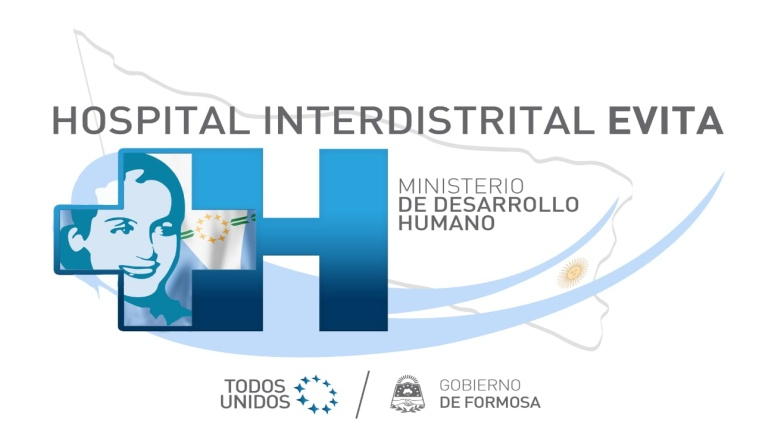 HOSPITAL INTERDISTRITAL EVITA
H
MINISTERIO
DE DESARROLLO
HUMANO
TODOS
UNIDOS
GOBIERNO
DE FORMOSA